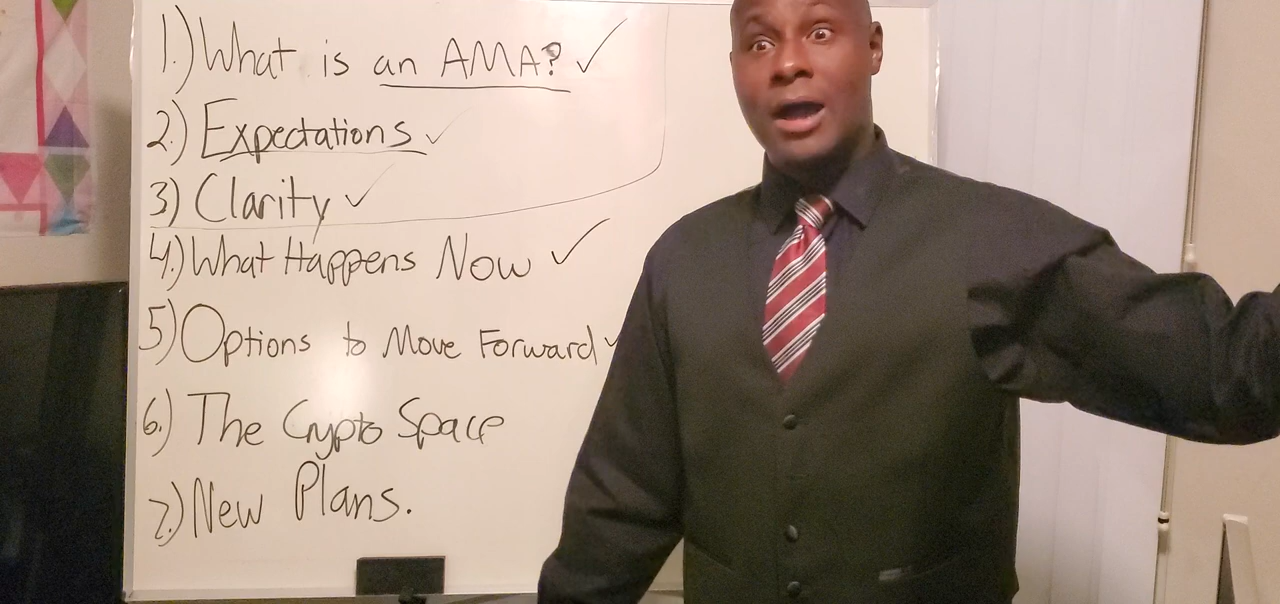 1.) What is an AMA? ✓
2.) Expectations ✓
3) Clarity ✓
4.) What Happens Now ✓
5) Options to Move Forward ✓
6.) The Crypto Space
7.) New Plans.